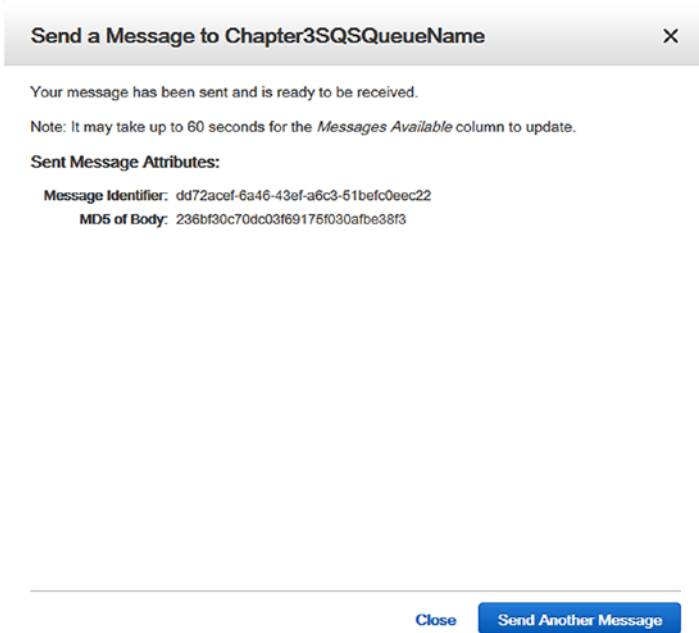 Send a Message to Chapter3SQSQueueName
Your message has been sent and is ready to be received.
Note: It may take up to 60 seconds for the Messages Available column to update.
Sent Message Attributes:
Message Identifier: dd72acef-6a46-43ef-a6c3-51befc0eec22
MD5 of Body: 236bf30c70dc03f69175f030afbe38f3
Close Send Another Message